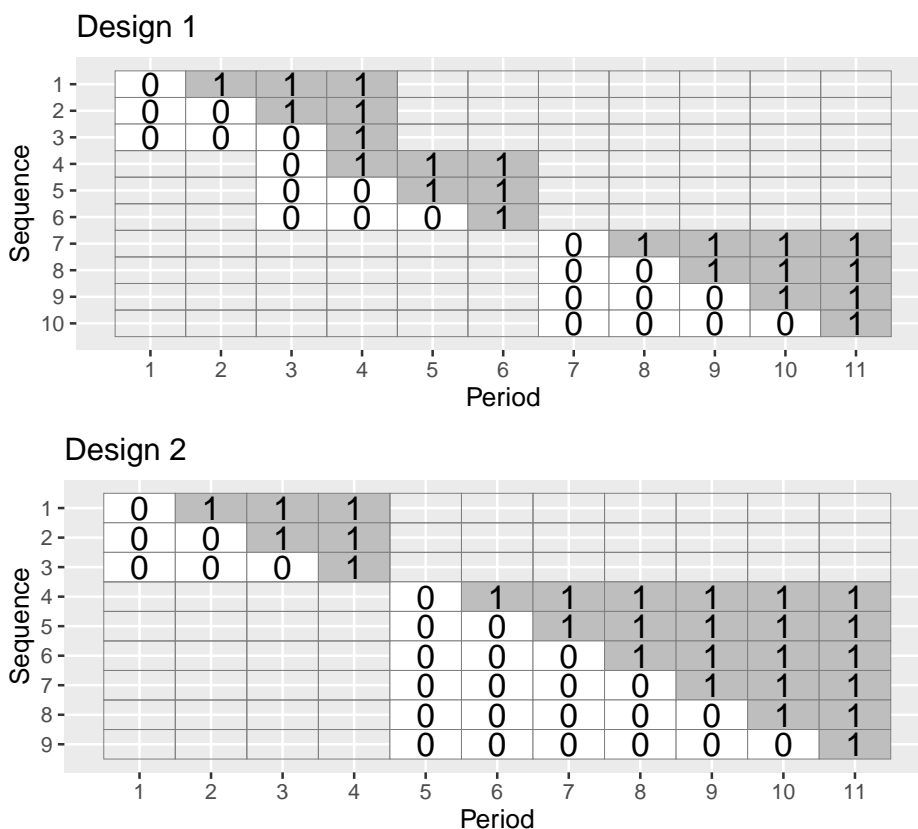 Design 1
Sequence
1 0 1 1 1
2 0 0 1 1
3 0 0 0 1
4 0 1 1 1
5 0 0 1 1
6 0 0 0 1
7 0 1 1 1 1
8 0 0 1 1 1
9 0 0 0 1 1
10 0 0 0 0 1
1 2 3 4 5 6 7 8 9 10 11
Period
Design 2
Sequence
1 0 1 1 1
2 0 0 1 1
3 0 0 0 1
4 0 1 1 1 1 1 1
5 0 0 1 1 1 1 1
6 0 0 0 1 1 1 1
7 0 0 0 0 1 1 1
8 0 0 0 0 0 1 1
9 0 0 0 0 0 0 1
1 2 3 4 5 6 7 8 9 10 11
Period